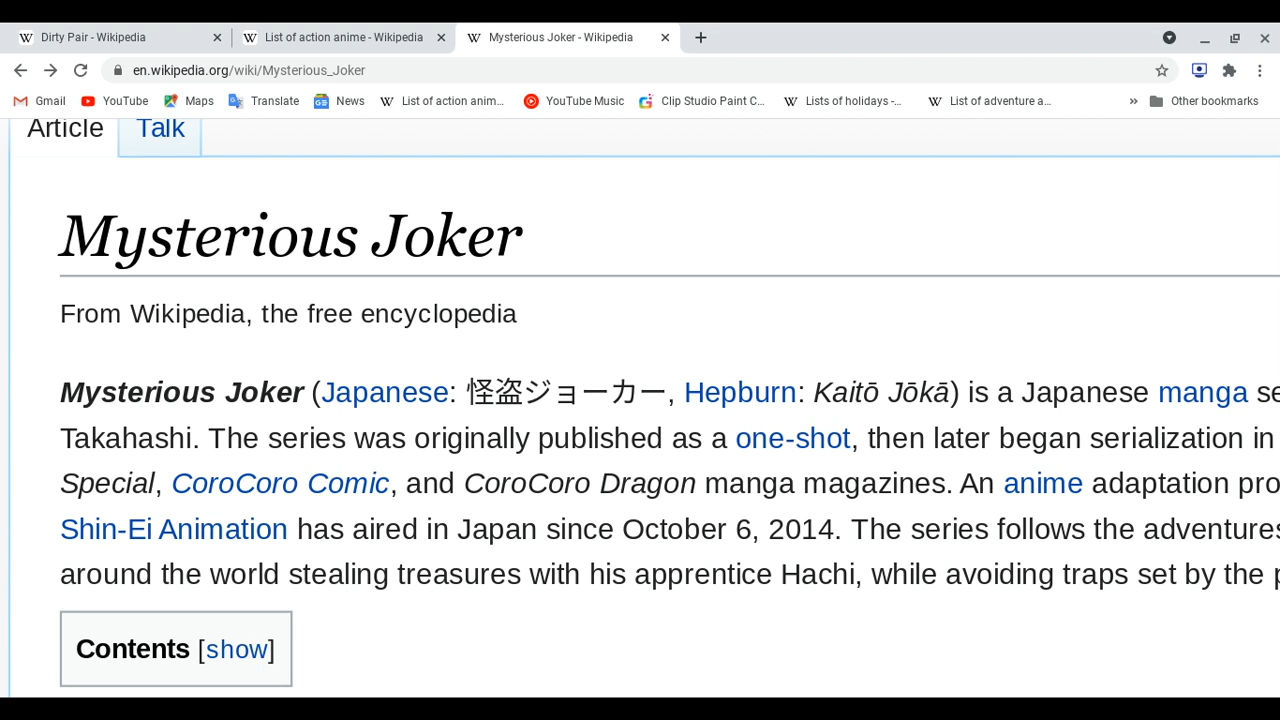 Dirty Pair - Wikipedia
List of action anime - Wikipedia
Mysterious Joker - Wikipedia
en.wikipedia.org/wiki/Mysterious_Joker
Gmail
YouTube
Maps
Translate
News
List of action anim...
YouTube Music
Clip Studio Paint C...
Lists of holidays -...
List of adventure a...
Other bookmarks
Article
Talk
Mysterious Joker
From Wikipedia, the free encyclopedia
Mysterious Joker (Japanese: 怪盗ジョーカー, Hepburn: Kaitō Jōkā) is a Japanese manga se
Takahashi. The series was originally published as a one-shot, then later began serialization in
Special, CoroCoro Comic, and CoroCoro Dragon manga magazines. An anime adaptation pro
Shin-Ei Animation has aired in Japan since October 6, 2014. The series follows the adventures
around the world stealing treasures with his apprentice Hachi, while avoiding traps set by the p
Contents [show]